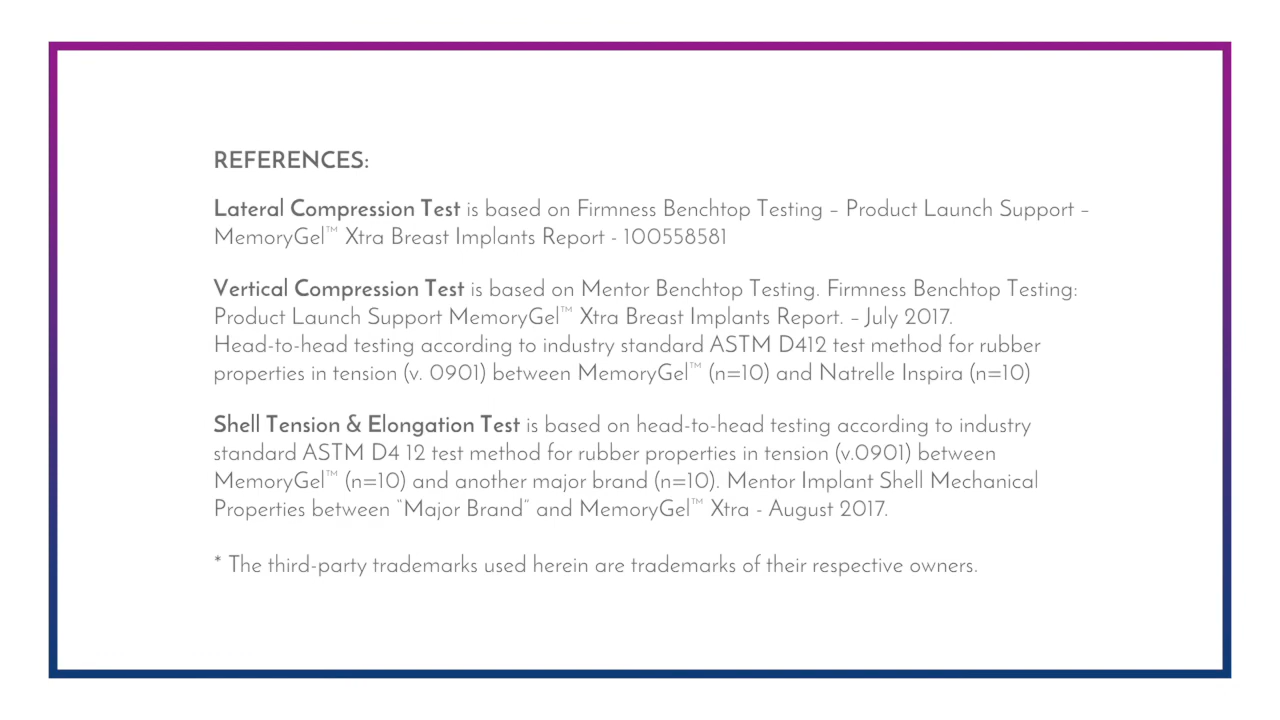 REFERENCES:
Lateral Compression Test is based on Firmness Benchtop Testing – Product Launch Support –
MemoryGel™ Xtra Breast Implants Report - 100558581
Vertical Compression Test is based on Mentor Benchtop Testing. Firmness Benchtop Testing:
Product Launch Support MemoryGel™ Xtra Breast Implants Report. – July 2017.
Head-to-head testing according to industry standard ASTM D412 test method for rubber
properties in tension (v. 0901) between MemoryGel™ (n=10) and Natrelle Inspira (n=10)
Shell Tension & Elongation Test is based on head-to-head testing according to industry
standard ASTM D4 12 test method for rubber properties in tension (v.0901) between
MemoryGel™ (n=10) and another major brand (n=10). Mentor Implant Shell Mechanical
Properties between “Major Brand” and MemoryGel™ Xtra - August 2017.
* The third-party trademarks used herein are trademarks of their respective owners.